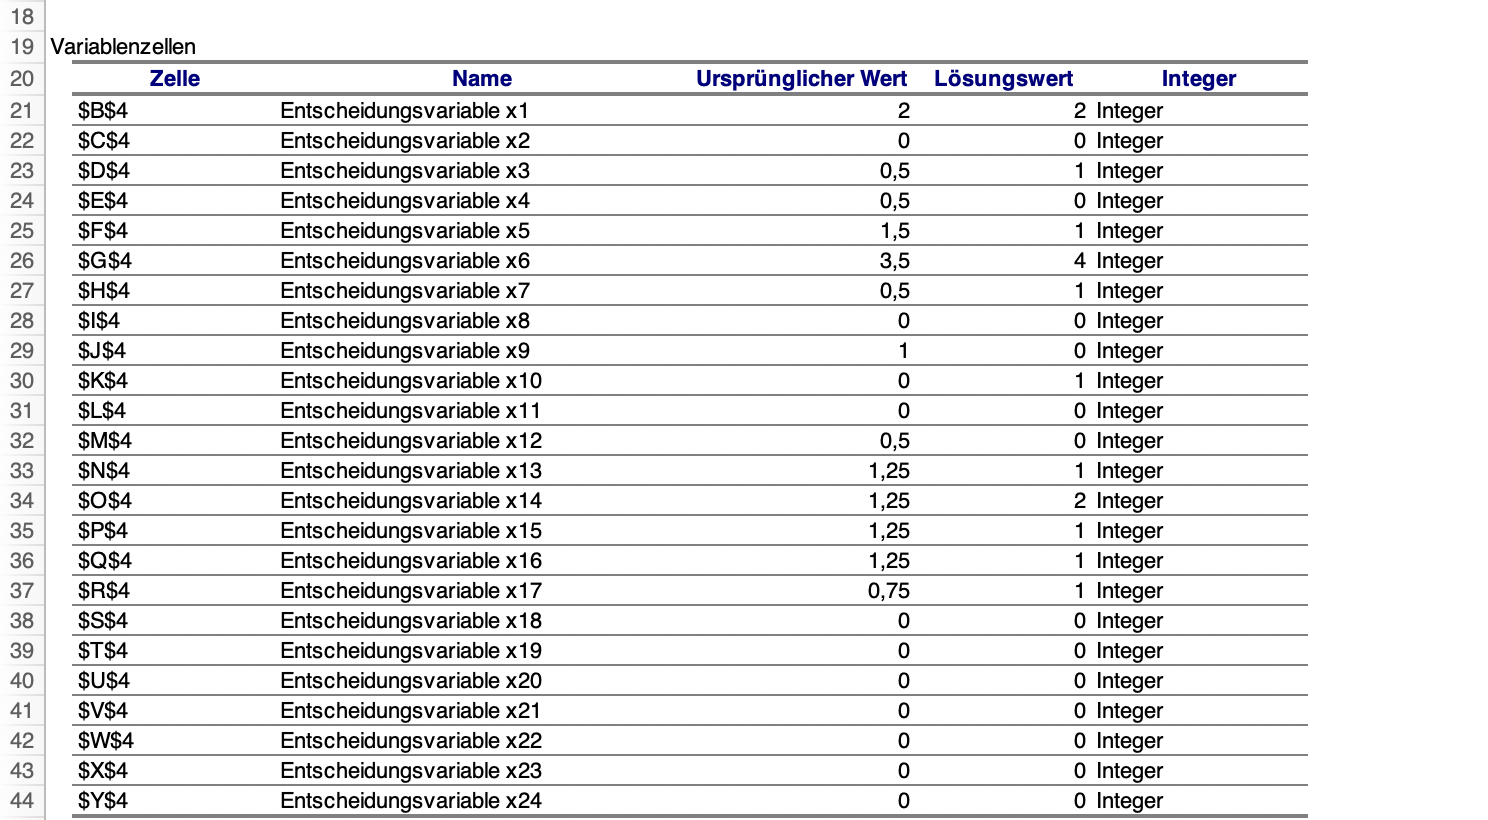 18
19 Variablenzellen
20 Zelle Name Ursprünglicher Wert Lösungswert Integer
21 $B$4 Entscheidungsvariable x1 2 2 Integer
22 $C$4 Entscheidungsvariable x2 0 0 Integer
23 $D$4 Entscheidungsvariable x3 0,5 1 Integer
24 $E$4 Entscheidungsvariable x4 0,5 0 Integer
25 $F$4 Entscheidungsvariable x5 1,5 1 Integer
26 $G$4 Entscheidungsvariable x6 3,5 4 Integer
27 $H$4 Entscheidungsvariable x7 0,5 1 Integer
28 $I$4 Entscheidungsvariable x8 0 0 Integer
29 $J$4 Entscheidungsvariable x9 1 0 Integer
30 $K$4 Entscheidungsvariable x10 0 1 Integer
31 $L$4 Entscheidungsvariable x11 0 0 Integer
32 $M$4 Entscheidungsvariable x12 0,5 0 Integer
33 $N$4 Entscheidungsvariable x13 1,25 1 Integer
34 $O$4 Entscheidungsvariable x14 1,25 2 Integer
35 $P$4 Entscheidungsvariable x15 1,25 1 Integer
36 $Q$4 Entscheidungsvariable x16 1,25 1 Integer
37 $R$4 Entscheidungsvariable x17 0,75 1 Integer
38 $S$4 Entscheidungsvariable x18 0 0 Integer
39 $T$4 Entscheidungsvariable x19 0 0 Integer
40 $U$4 Entscheidungsvariable x20 0 0 Integer
41 $V$4 Entscheidungsvariable x21 0 0 Integer
42 $W$4 Entscheidungsvariable x22 0 0 Integer
43 $X$4 Entscheidungsvariable x23 0 0 Integer
44 $Y$4 Entscheidungsvariable x24 0 0 Integer